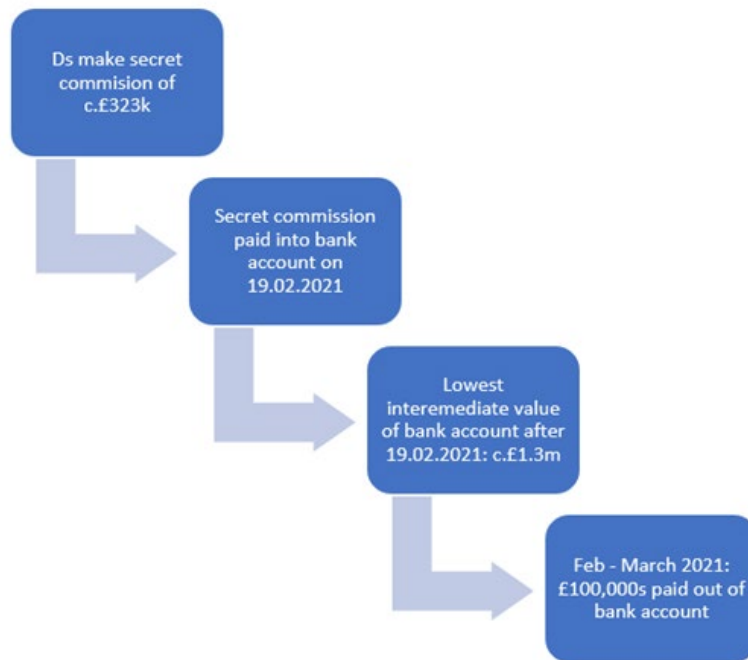 Ds make secret
commision of
c.£323k
Secret commission
paid into bank
account on
19.02.2021
Lowest
interemediate value
of bank account after
19.02.2021: c.£1.3m
Feb - March 2021:
£100,000s paid out of
bank account